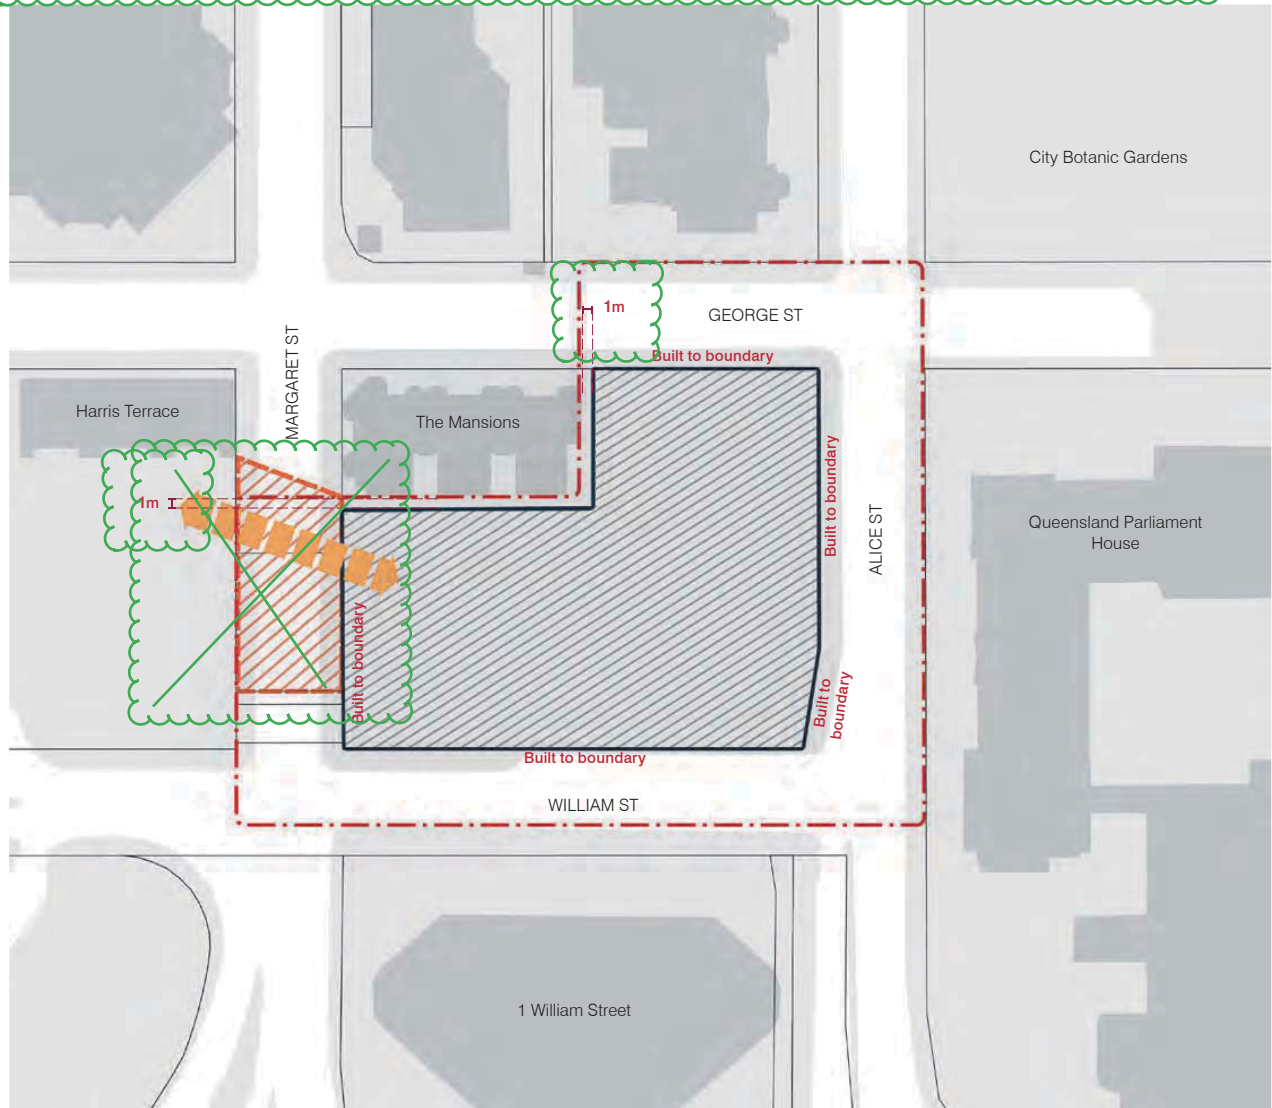 City Botanic Gardens
1m
GEORGE ST
Built to boundary
MARGARET ST
Harris Terrace
The Mansions
1m
Built to boundary
ALICE ST
Queensland Parliament
House
Built to boundary
Built to
boundary
Built to boundary
WILLIAM ST
1 William Street